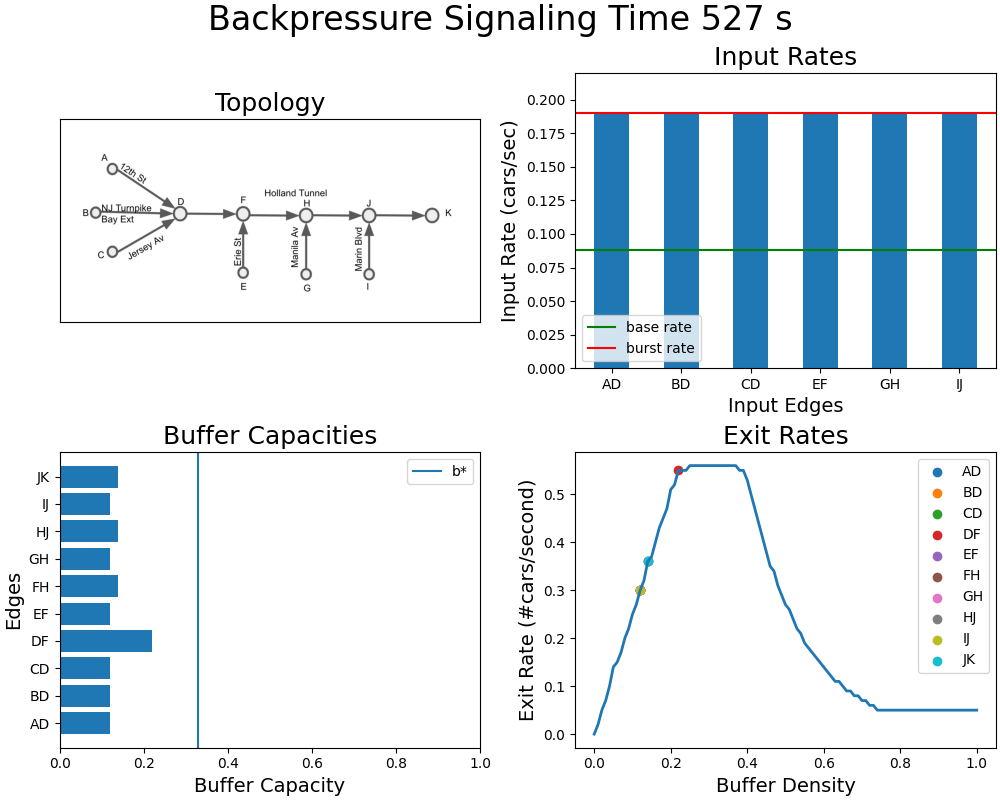 Backpressure Signaling Time 527 s
Topology
A
12th St
B
NJ Turnpike
Bay Ext
C
Jersey Av
D
F
Holland Tunnel
H
J
K
Erie St
Manila Av
Marin Blvd
E
G
I
Input Rates
Input Rate (cars/sec)
0.200
0.175
0.150
0.125
0.100
0.075
0.050
0.025
0.000
base rate
burst rate
AD BD CD EF GH IJ
Input Edges
Buffer Capacities
Edges
JK
IJ
HJ
GH
FH
EF
DF
CD
BD
AD
b*
0.0 0.2 0.4 0.6 0.8 1.0
Buffer Capacity
Exit Rates
Exit Rate (#cars/second)
0.5
0.4
0.3
0.2
0.1
0.0
AD
BD
CD
DF
EF
FH
GH
HJ
IJ
JK
0.0 0.2 0.4 0.6 0.8 1.0
Buffer Density